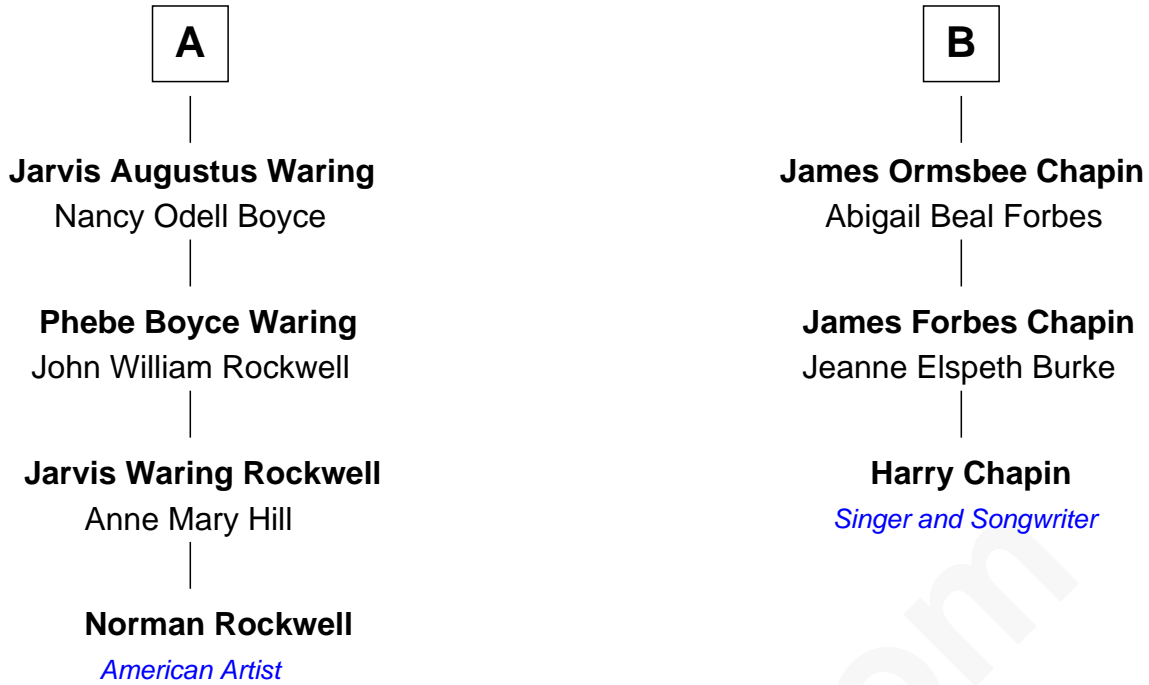 A
Jarvis Augustus Waring
Nancy Odell Boyce
Phebe Boyce Waring
John William Rockwell
Jarvis Waring Rockwell
Anne Mary Hill
Norman Rockwell
American Artist
B
James Ormsbee Chapin
Abigail Beal Forbes
James Forbes Chapin
Jeanne Elspeth Burke
Harry Chapin
Singer and Songwriter
om